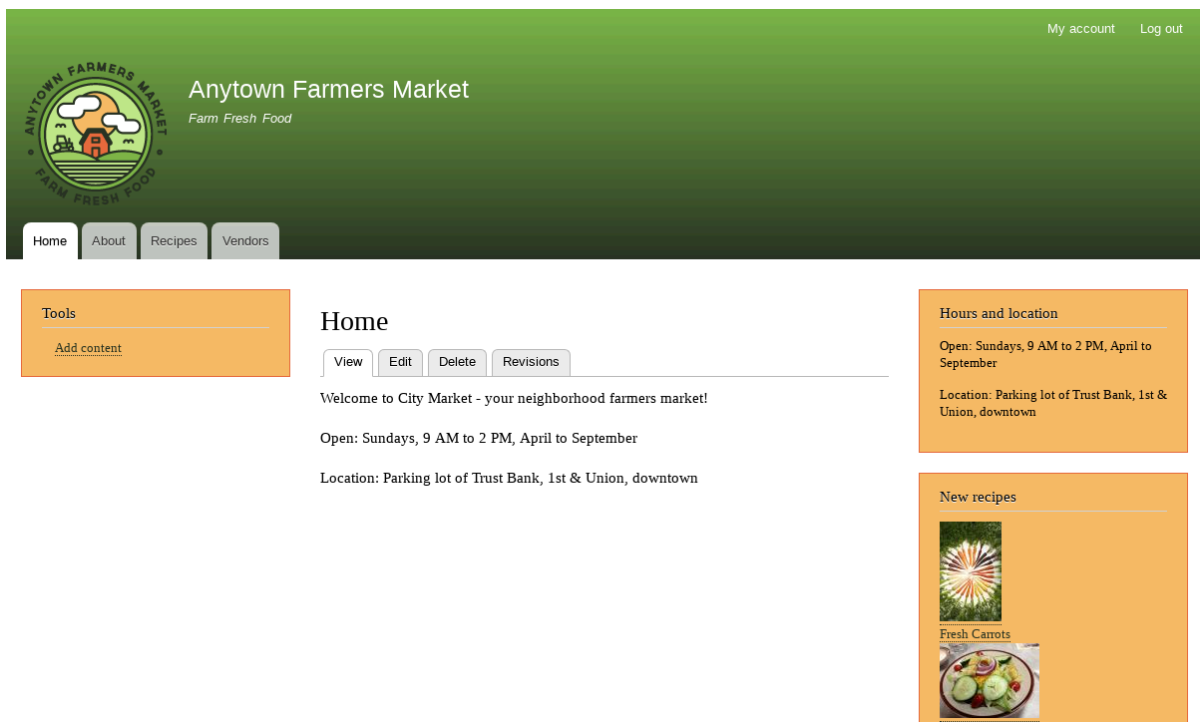 My account Log out
ANYTOWN FARMERS MARKET
FARM FRESH FOOD
Anytown Farmers Market
Farm Fresh Food
Home About Recipes Vendors
Tools
Add content
Home
View Edit Delete Revisions
Welcome to City Market - your neighborhood farmers market!
Open: Sundays, 9 AM to 2 PM, April to September
Location: Parking lot of Trust Bank, 1st & Union, downtown
Hours and location
Open: Sundays, 9 AM to 2 PM, April to
September
Location: Parking lot of Trust Bank, 1st &
Union, downtown
New recipes
Fresh Carrots